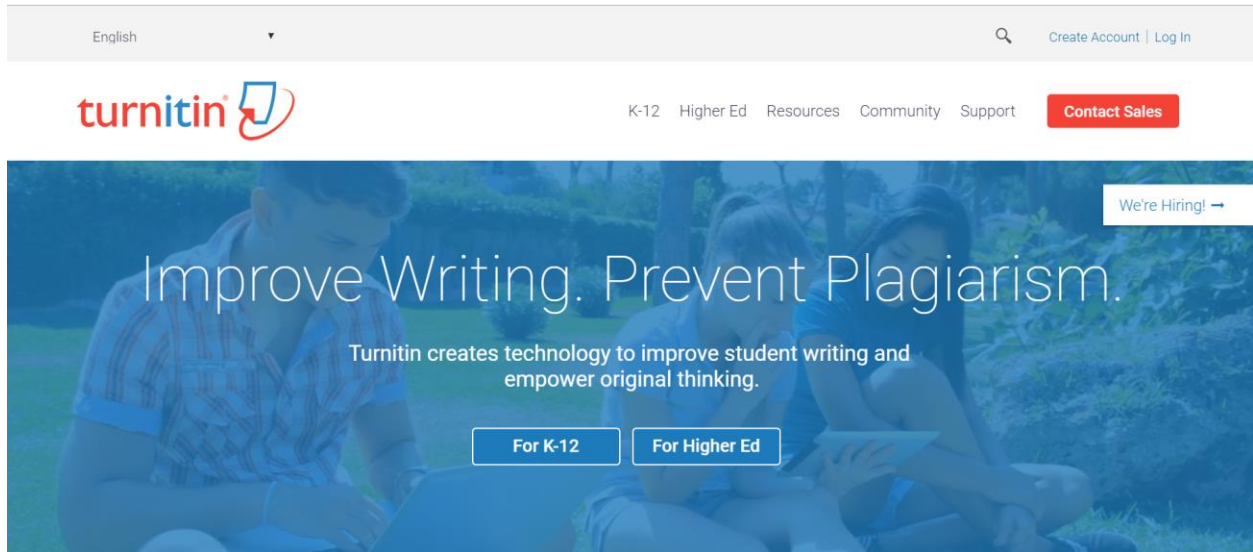 English
Create Account | Log In
turnitin
K-12 Higher Ed Resources Community Support Contact Sales
We're Hiring! →
Improve Writing. Prevent Plagiarism.
Turnitin creates technology to improve student writing and
empower original thinking.
For K-12 For Higher Ed